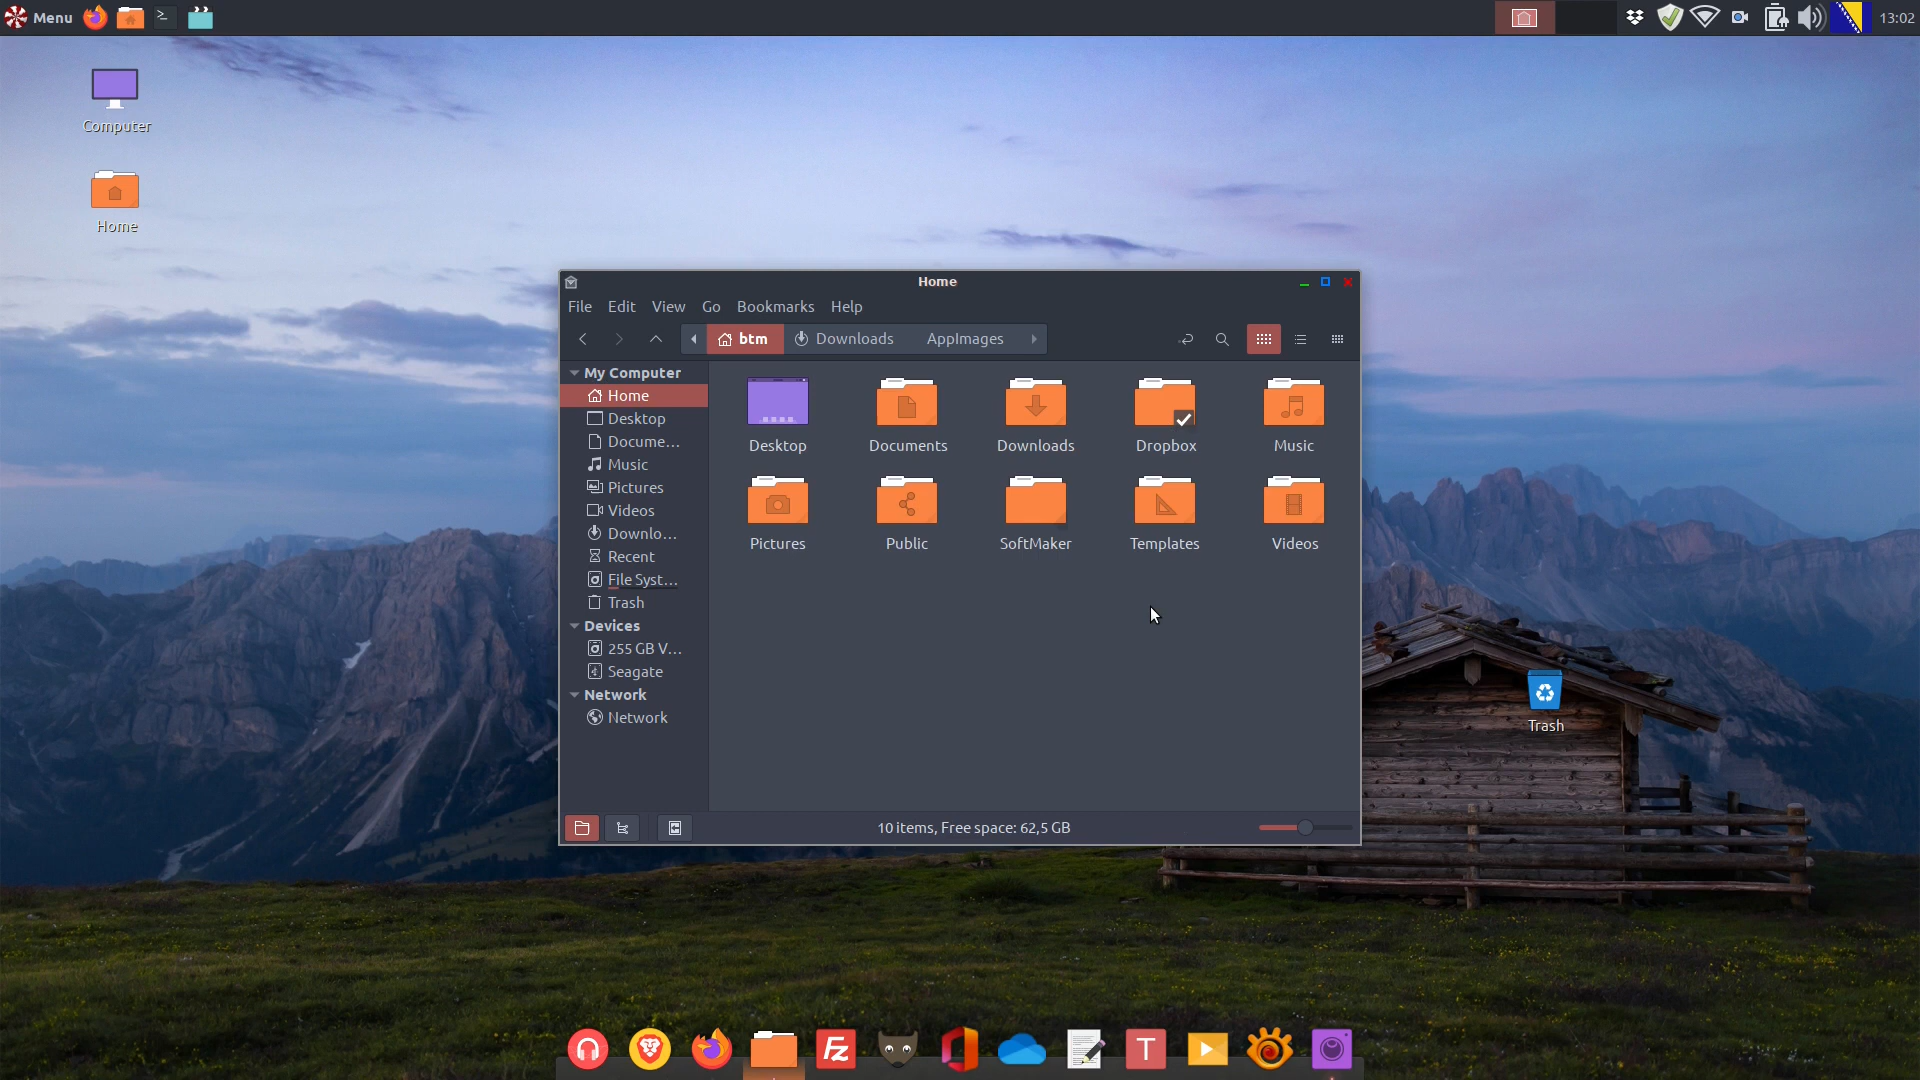 Menu
13:02
Computer
Home
Home
File Edit View Go Bookmarks Help
btm Downloads AppImages
My Computer
Home
Desktop
Docume...
Music
Pictures
Videos
Downlo...
Recent
File Syst...
Trash
Devices
255 GB V...
Seagate
Network
Network
Desktop Documents Downloads Dropbox Music
Pictures Public SoftMaker Templates Videos
10 items, Free space: 62,5 GB
Trash
Fz T